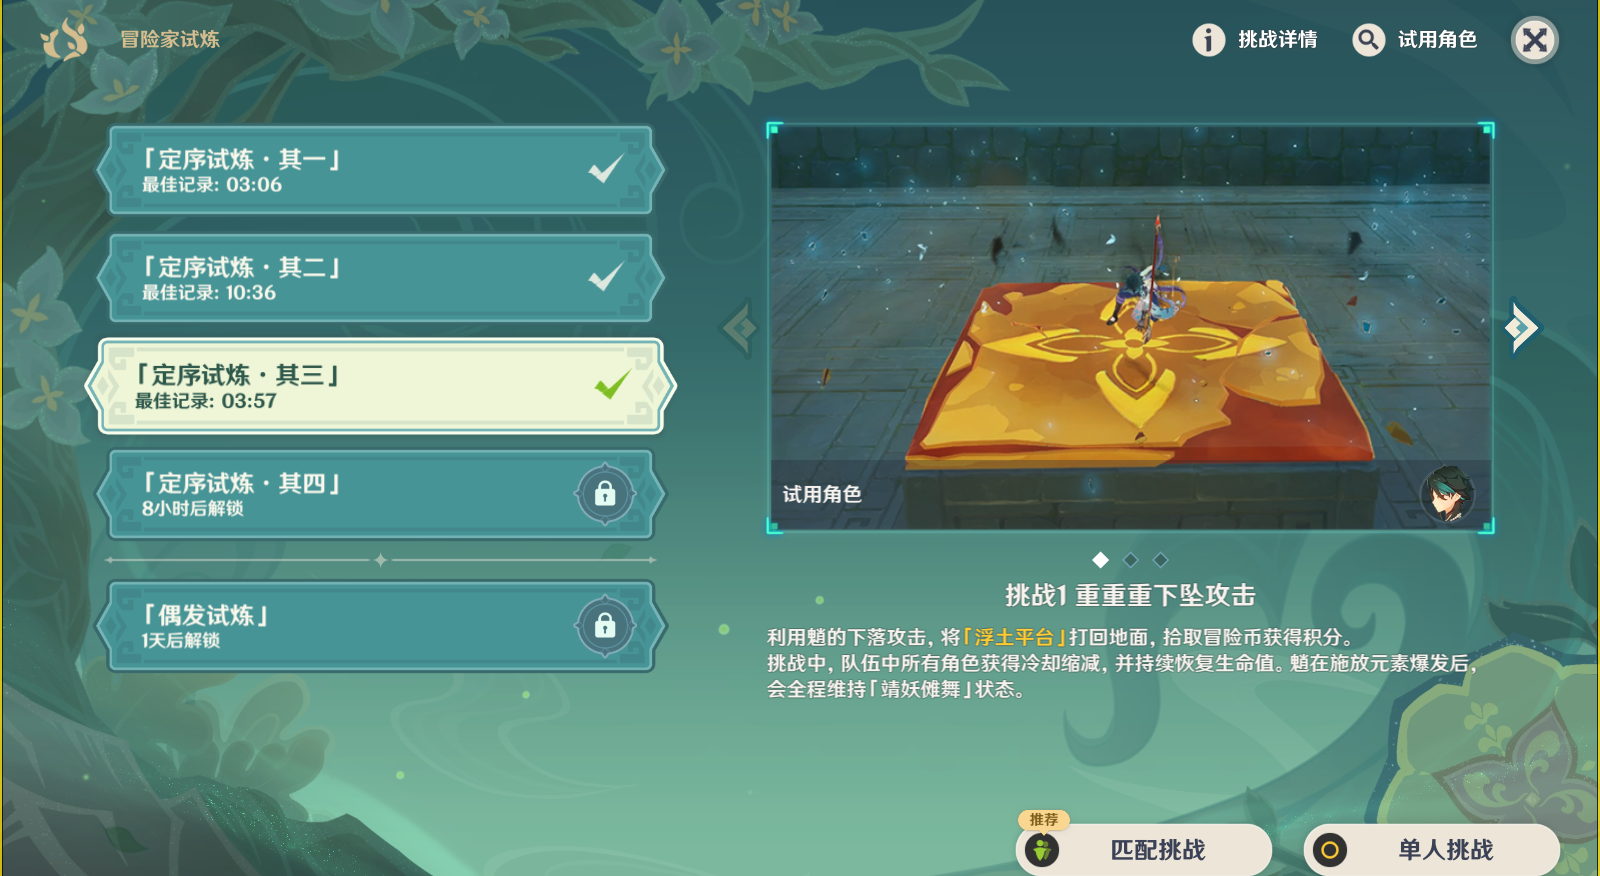 冒险家试炼
挑战详情
试用角色
「定序试炼·其一」
最佳记录: 03:06
「定序试炼·其二」
最佳记录: 10:36
「定序试炼·其三」
最佳记录: 03:57
「定序试炼·其四」
8小时后解锁
「偶发试炼」
1天后解锁
试用角色
挑战1 重重重下坠攻击
利用魈的下落攻击, 将「浮土平台」打回地面, 拾取冒险币获得积分。
挑战中, 队伍中所有角色获得冷却缩减, 并持续恢复生命值。魈在施放元素爆发后,
会全程维持「靖妖傩舞」状态。
推荐
匹配挑战
单人挑战